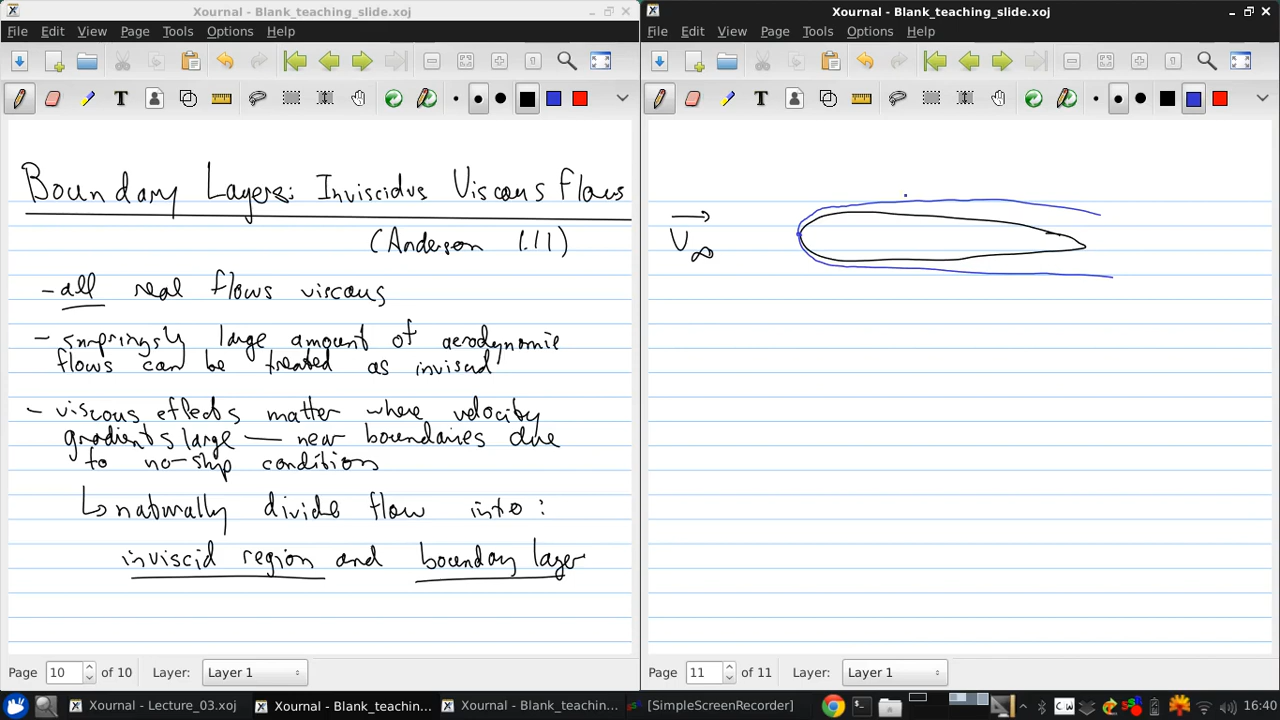 Xournal - Blank_teaching_slide.xoj
File Edit View Page Tools Options Help
Boundary Layers: Inviscid vs Viscous Flows
(Anderson 1.11)
- all real flows viscous
- surprisingly large amount of aerodynamic
flows can be treated as inviscid
- viscous effects matter where velocity
gradients large — near boundaries due
to no-slip condition
↳ naturally divide flow into:
inviscid region and boundary layer
Page 10 of 10 Layer: Layer 1
Xournal - Blank_teaching_slide.xoj
File Edit View Page Tools Options Help
V∞
Page 11 of 11 Layer: Layer 1
Xournal - Lecture_03.xoj Xournal - Blank_teachin... Xournal - Blank_teachin... [SimpleScreenRecorder] 16:40